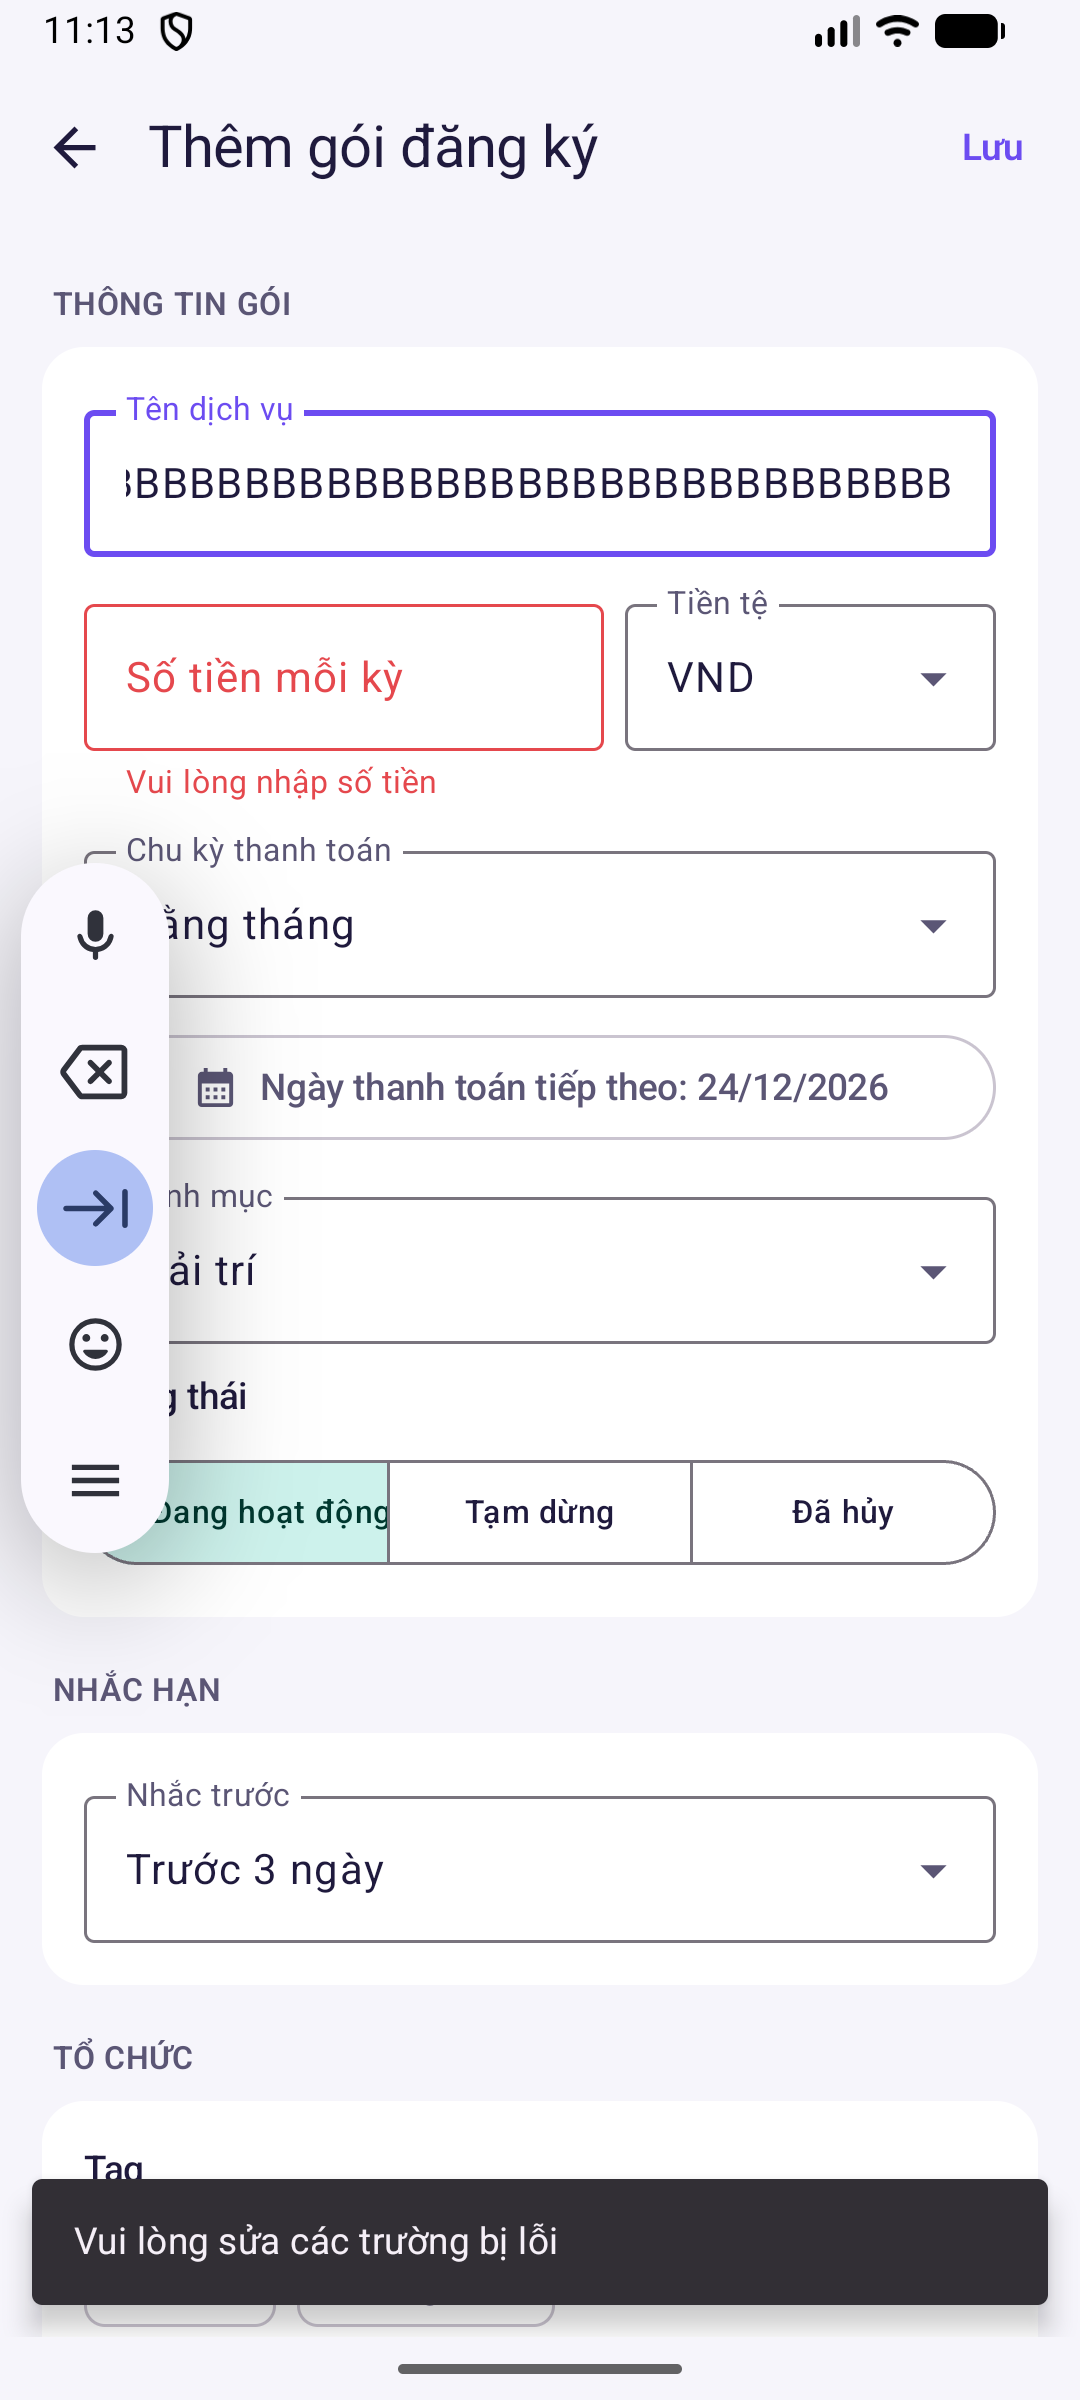 11:13
Thêm gói đăng ký
Lưu
THÔNG TIN GÓI
Tên dịch vụ
BBBBBBBBBBBBBBBBBBBBBBBBBBBBBB
Số tiền mỗi kỳ
Tiền tệ
VND
Vui lòng nhập số tiền
Chu kỳ thanh toán
ằng tháng
Ngày thanh toán tiếp theo: 24/12/2026
nh mục
ải trí
g thái
Đang hoạt động
Tạm dừng
Đã hủy
NHẮC HẠN
Nhắc trước
Trước 3 ngày
TỔ CHỨC
Tag
Vui lòng sửa các trường bị lỗi